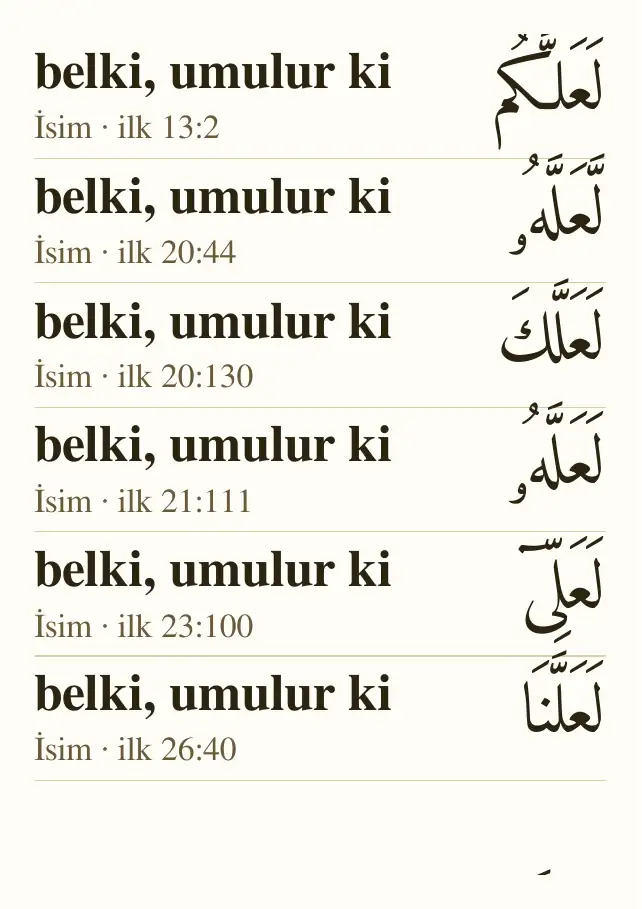 belki, umulur ki لَعَلَّكُم
İsim · ilk 13:2
belki, umulur ki لَّعَلَّهُۥ
İsim · ilk 20:44
belki, umulur ki لَعَلَّكَ
İsim · ilk 20:130
belki, umulur ki لَعَلَّهُۥ
İsim · ilk 21:111
belki, umulur ki لَعَلِّىٓ
İsim · ilk 23:100
belki, umulur ki لَعَلَّنَا
İsim · ilk 26:40